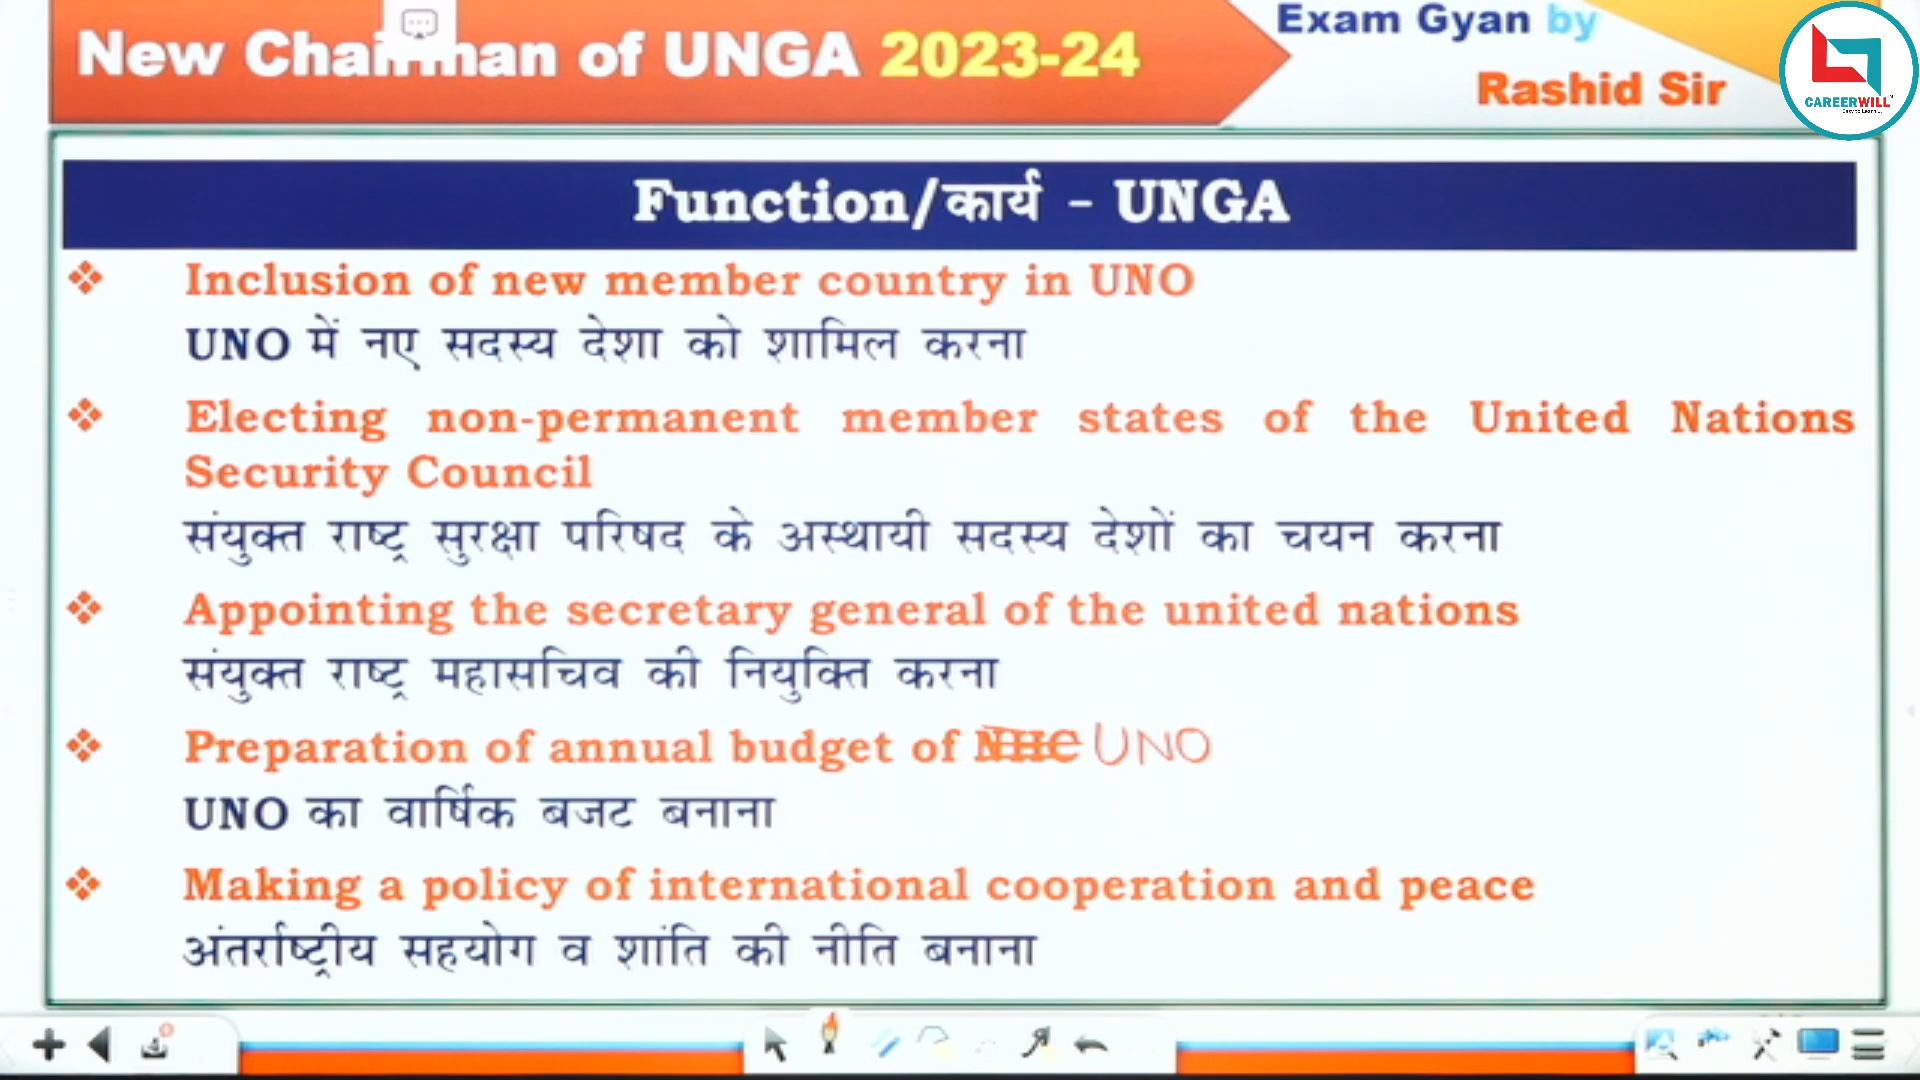 New Chairman of UNGA 2023-24
Exam Gyan by
Rashid Sir
CAREERWILL
Function/कार्य - UNGA
❖ Inclusion of new member country in UNO
UNO में नए सदस्य देशा को शामिल करना
❖ Electing non-permanent member states of the United Nations
Security Council
संयुक्त राष्ट्र सुरक्षा परिषद के अस्थायी सदस्य देशों का चयन करना
❖ Appointing the secretary general of the united nations
संयुक्त राष्ट्र महासचिव की नियुक्ति करना
❖ Preparation of annual budget of UNO
UNO का वार्षिक बजट बनाना
❖ Making a policy of international cooperation and peace
अंतर्राष्ट्रीय सहयोग व शांति की नीति बनाना